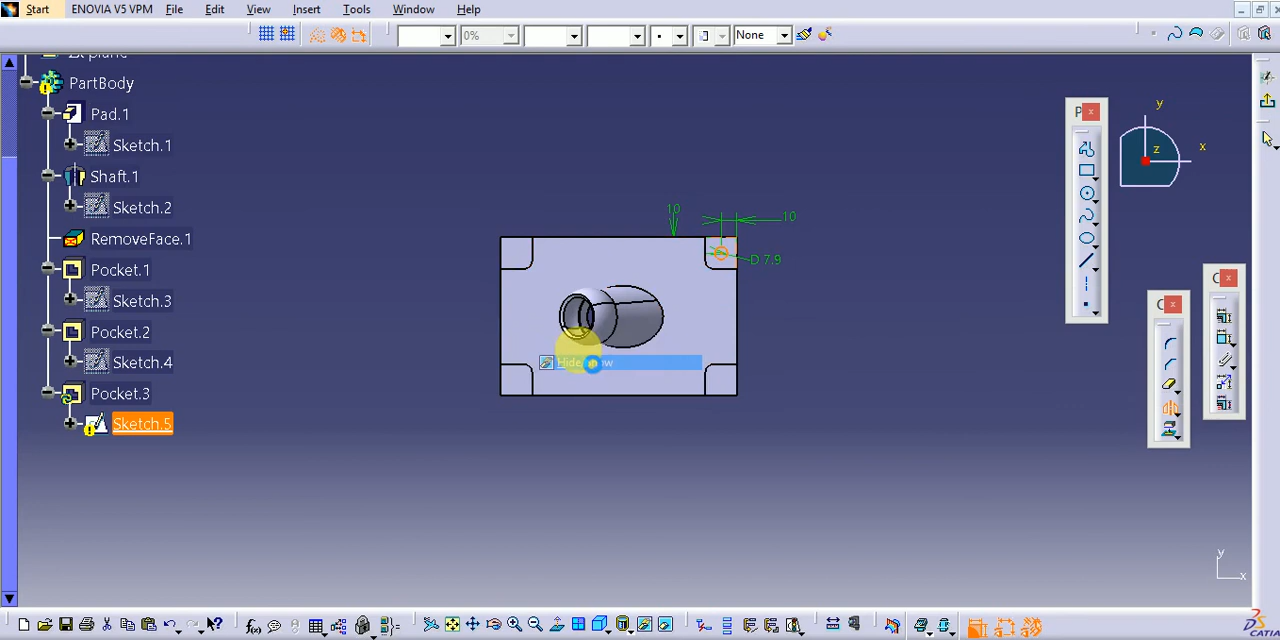 Start ENOVIA V5 VPM File Edit View Insert Tools Window Help
0% None
PartBody
Pad.1
Sketch.1
Shaft.1
Sketch.2
RemoveFace.1
Pocket.1
Sketch.3
Pocket.2
Sketch.4
Pocket.3
Sketch.5
10
10
D 7,9
P
y
z
x
C
C
y
x
CATIA